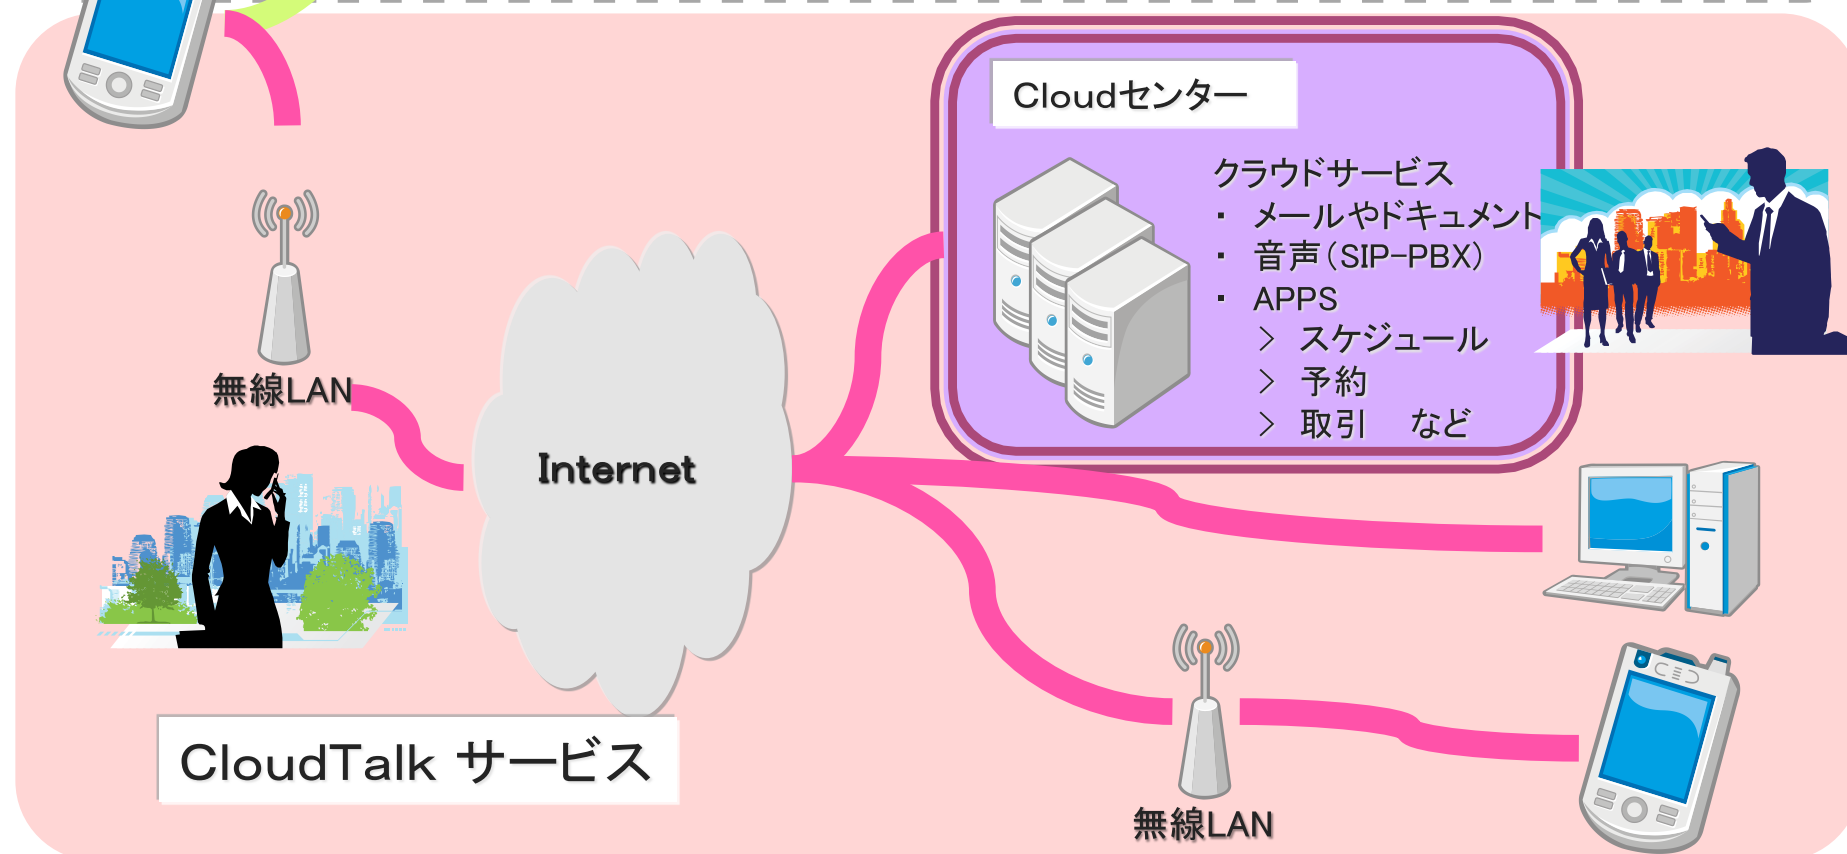 Cloudセンター
クラウドサービス
・ メールやドキュメント
・ 音声(SIP-PBX)
・ APPS
> スケジュール
> 予約
> 取引 など
無線LAN
Internet
CloudTalk サービス
無線LAN